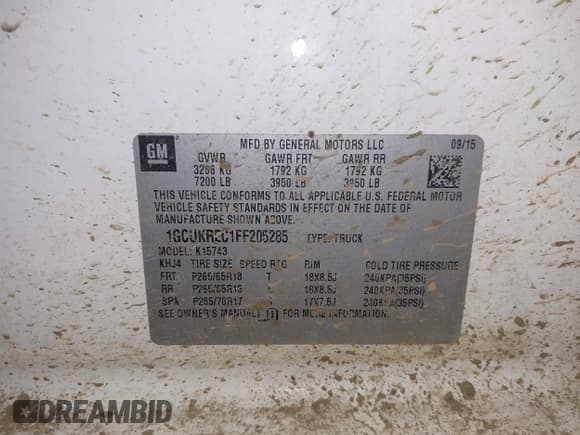 GM
MFD BY GENERAL MOTORS LLC 09/15
GVWR GAWR FRT GAWR RR
3266 KG 1792 KG 1792 KG
7200 LB 3950 LB 3950 LB
THIS VEHICLE CONFORMS TO ALL APPLICABLE U.S. FEDERAL MOTOR
VEHICLE SAFETY STANDARDS IN EFFECT ON THE DATE OF
MANUFACTURE SHOWN ABOVE.
1GCUKREC1FF205285 TYPE: TRUCK
MODEL: K15743
KHJ4 TIRE SIZE SPEED RTG RIM COLD TIRE PRESSURE
FRT P265/65R18 T 18X8.5J 240KPA(35PSI)
RR P265/65R18 18X8.5J 240KPA(35PSI)
SPA P265/70R17 17X7.5J 240KPA(35PSI)
SEE OWNER'S MANUAL FOR MORE INFORMATION.
DREAMBID